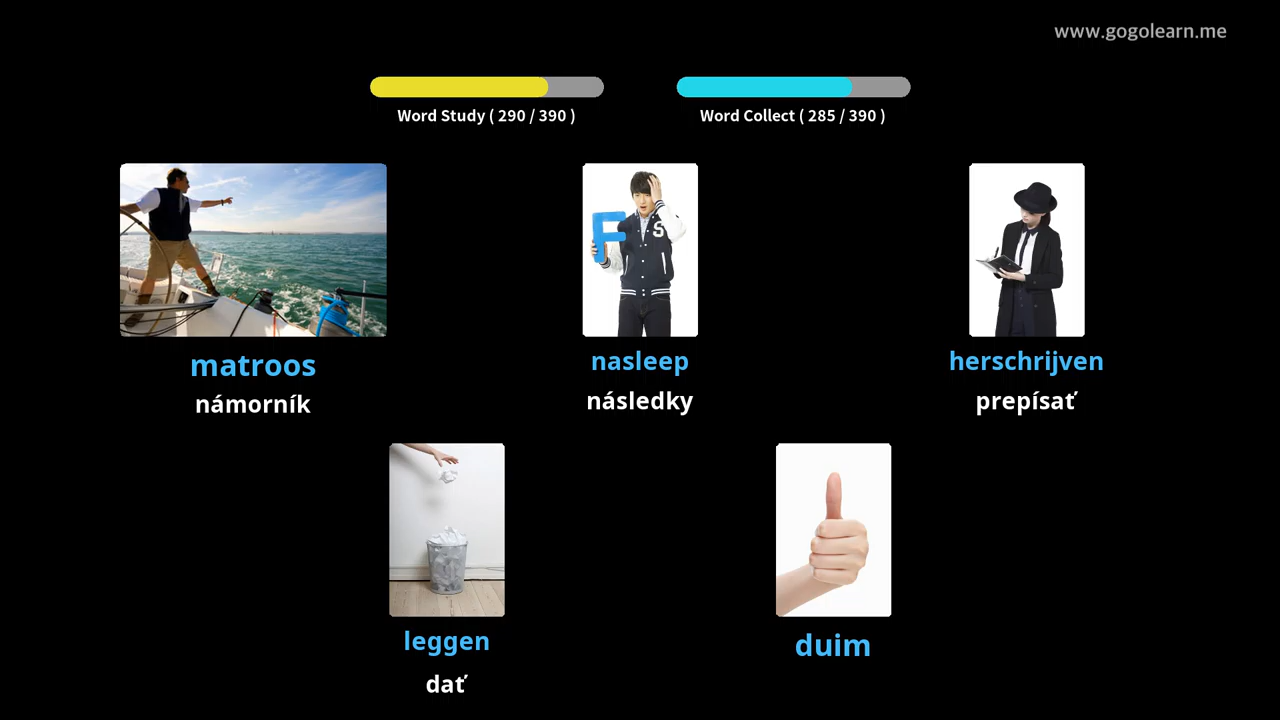 www.gogolearn.me
Word Study ( 290 / 390 )
Word Collect ( 285 / 390 )
F
S
matroos
námorník
nasleep
následky
herschrijven
prepísať
leggen
dať
duim